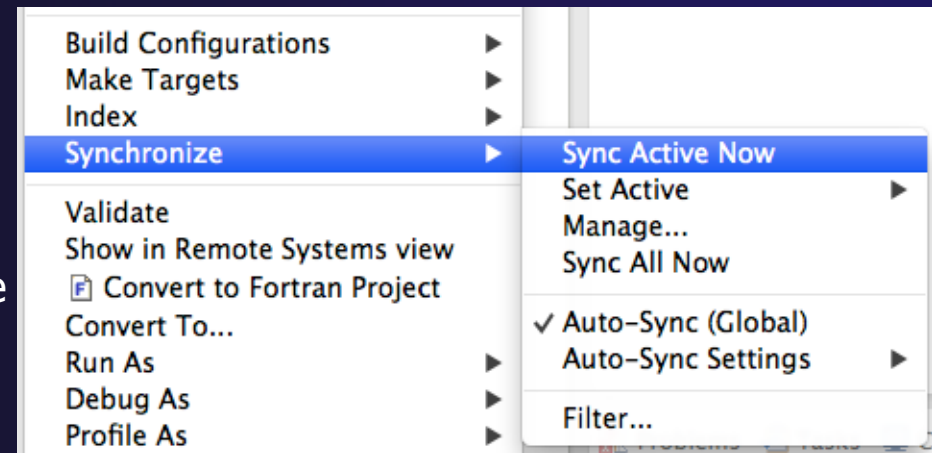 Build Configurations
Make Targets
Index
Synchronize
Validate
Show in Remote Systems view
Convert to Fortran Project
Convert To...
Run As
Debug As
Profile As
Sync Active Now
Set Active
Manage...
Sync All Now
✓ Auto-Sync (Global)
Auto-Sync Settings
Filter...
Problems Tasks